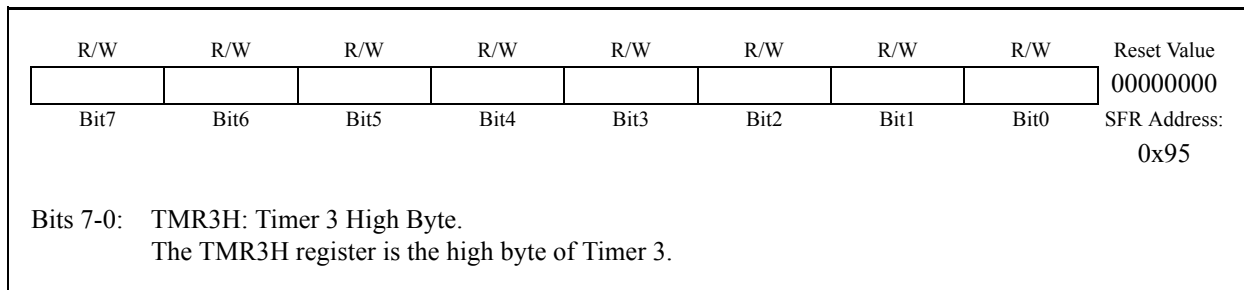 R/W R/W R/W R/W R/W R/W R/W R/W Reset Value
00000000
Bit7 Bit6 Bit5 Bit4 Bit3 Bit2 Bit1 Bit0 SFR Address:
0x95
Bits 7-0: TMR3H: Timer 3 High Byte.
The TMR3H register is the high byte of Timer 3.